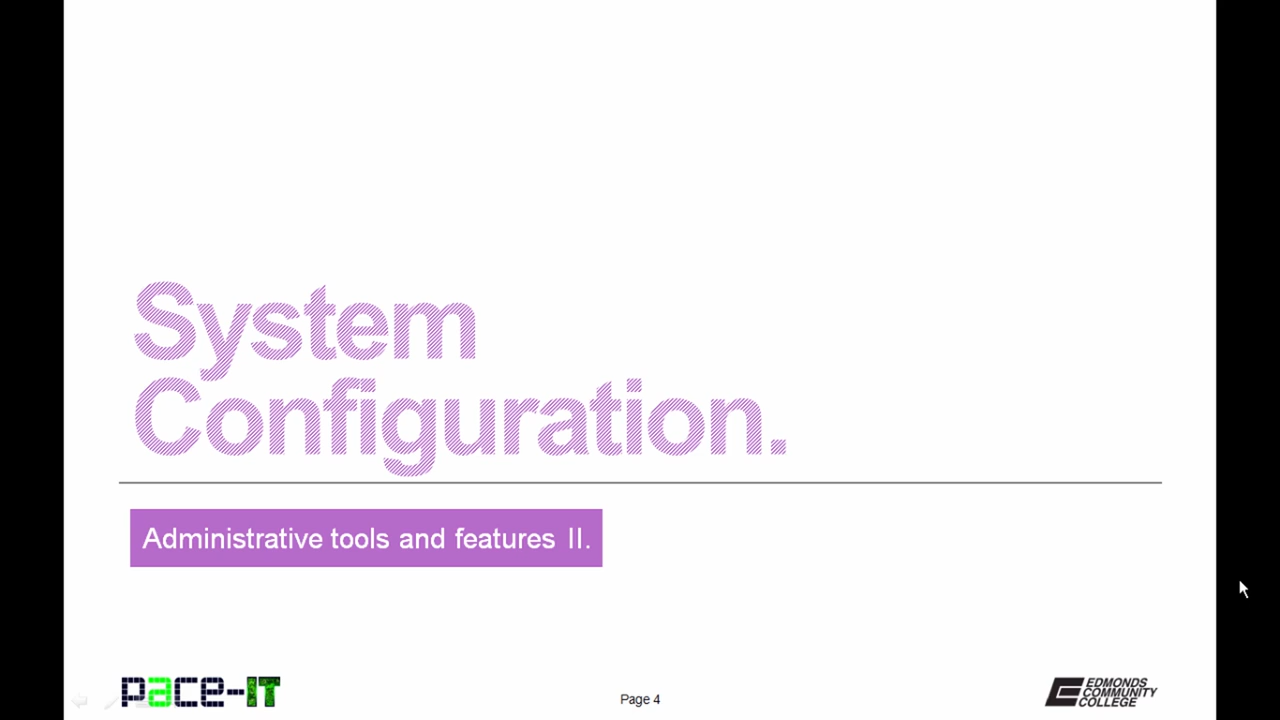 System
Configuration.
Administrative tools and features II.
pace-IT
Page 4
EDMONDS
COMMUNITY
COLLEGE